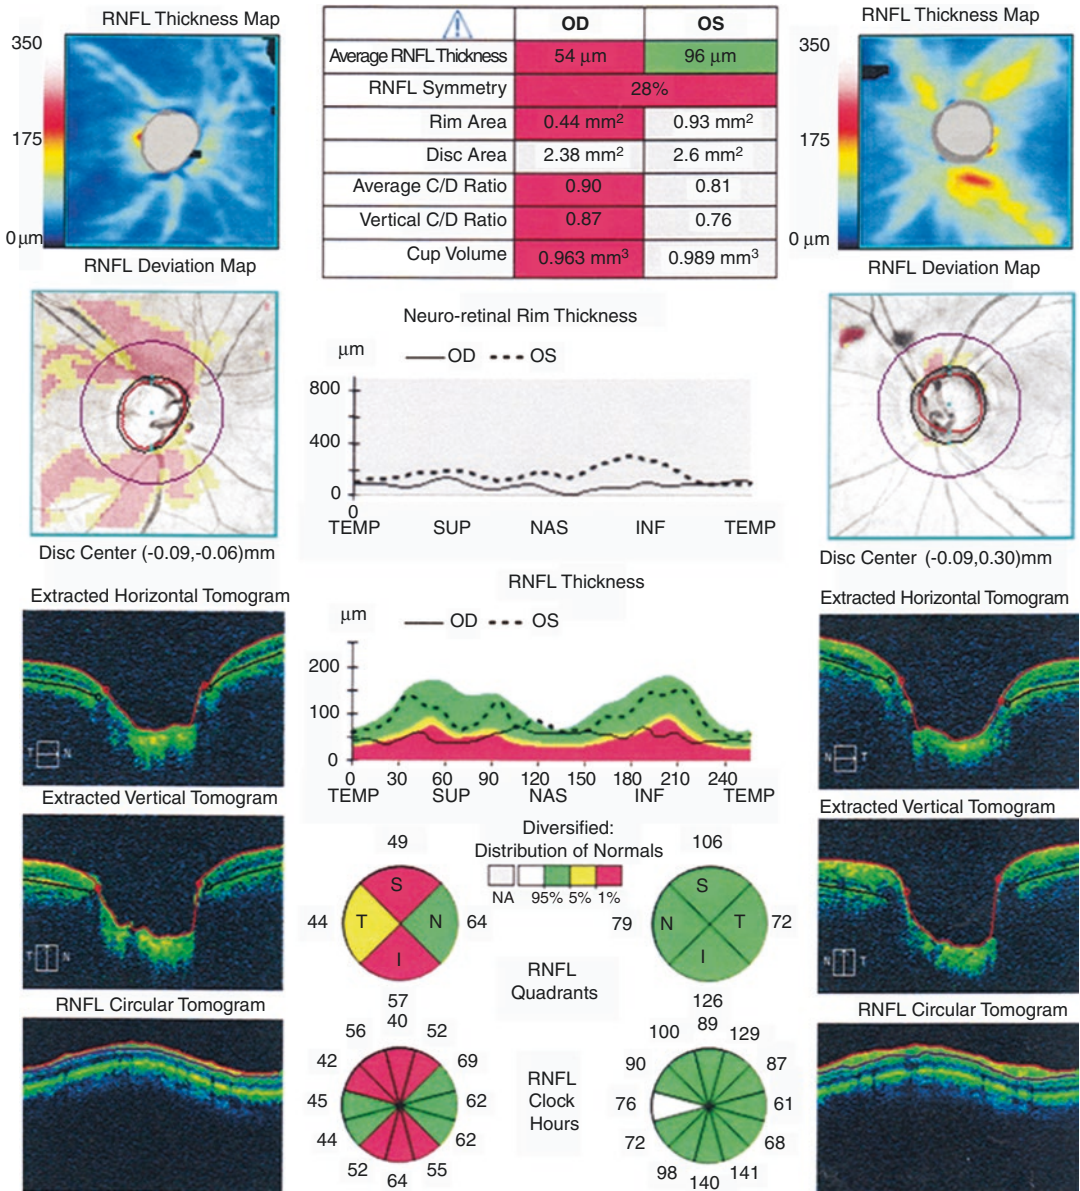 RNFL Thickness Map
350
175
0 µm
OD
OS
Average RNFL Thickness
54 µm
96 µm
RNFL Symmetry
28%
Rim Area
0.44 mm²
0.93 mm²
Disc Area
2.38 mm²
2.6 mm²
Average C/D Ratio
0.90
0.81
Vertical C/D Ratio
0.87
0.76
Cup Volume
0.963 mm³
0.989 mm³
RNFL Thickness Map
350
175
0 µm
RNFL Deviation Map
Disc Center (-0.09,-0.06)mm
Neuro-retinal Rim Thickness
µm
OD
OS
800
400
0
0
TEMP
SUP
NAS
INF
TEMP
RNFL Deviation Map
Disc Center (-0.09,0.30)mm
Extracted Horizontal Tomogram
T
N
Extracted Vertical Tomogram
T
N
RNFL Circular Tomogram
RNFL Thickness
µm
OD
OS
200
100
0
0 30 60 90 120 150 180 210 240
TEMP
SUP
NAS
INF
TEMP
Diversified:
Distribution of Normals
NA 95% 5% 1%
49
S
44
T
N
64
I
57
RNFL
Quadrants
106
S
79
N
T
72
I
126
40
56
52
42
69
45
62
44
62
52
55
64
RNFL
Clock
Hours
89
100
129
90
87
76
61
72
68
98
141
140
Extracted Horizontal Tomogram
N
T
Extracted Vertical Tomogram
N
T
RNFL Circular Tomogram